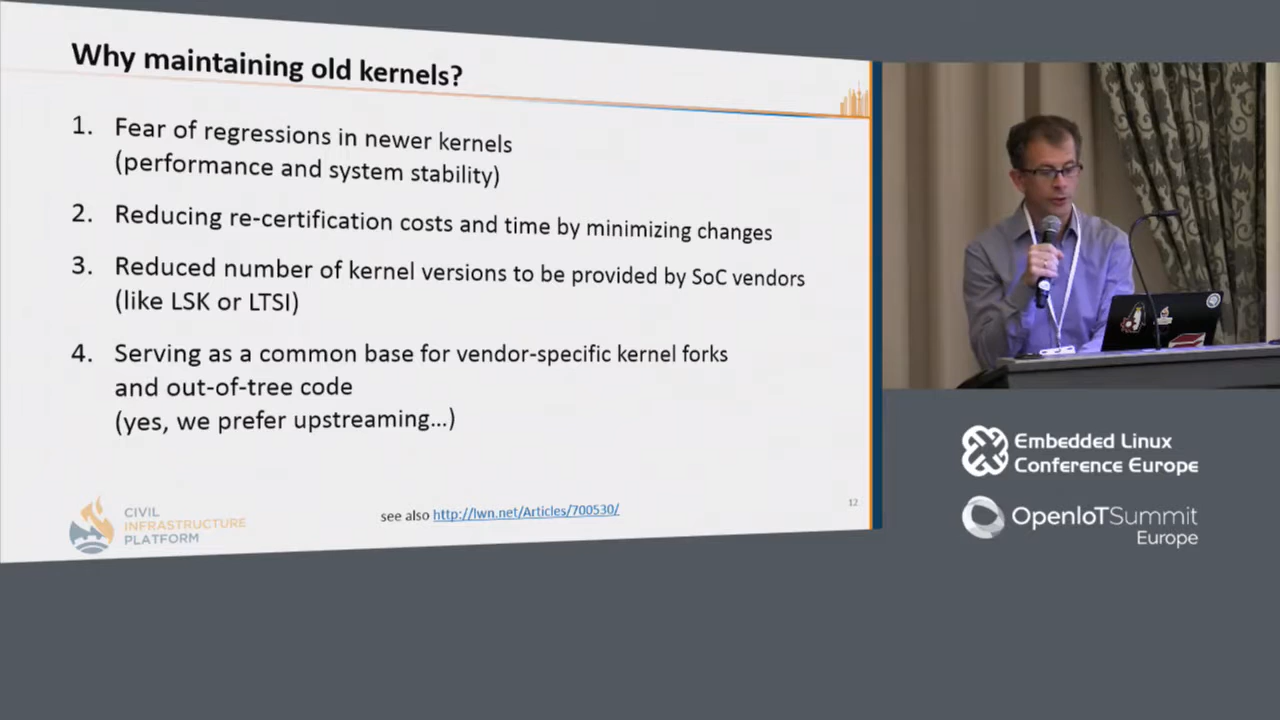 Why maintaining old kernels?
1. Fear of regressions in newer kernels
(performance and system stability)
2. Reducing re-certification costs and time by minimizing changes
3. Reduced number of kernel versions to be provided by SoC vendors
(like LSK or LTSI)
4. Serving as a common base for vendor-specific kernel forks
and out-of-tree code
(yes, we prefer upstreaming...)
CIVIL
INFRASTRUCTURE
PLATFORM
see also http://lwn.net/Articles/700530/
12
Embedded Linux
Conference Europe
OpenIoTSummit
Europe